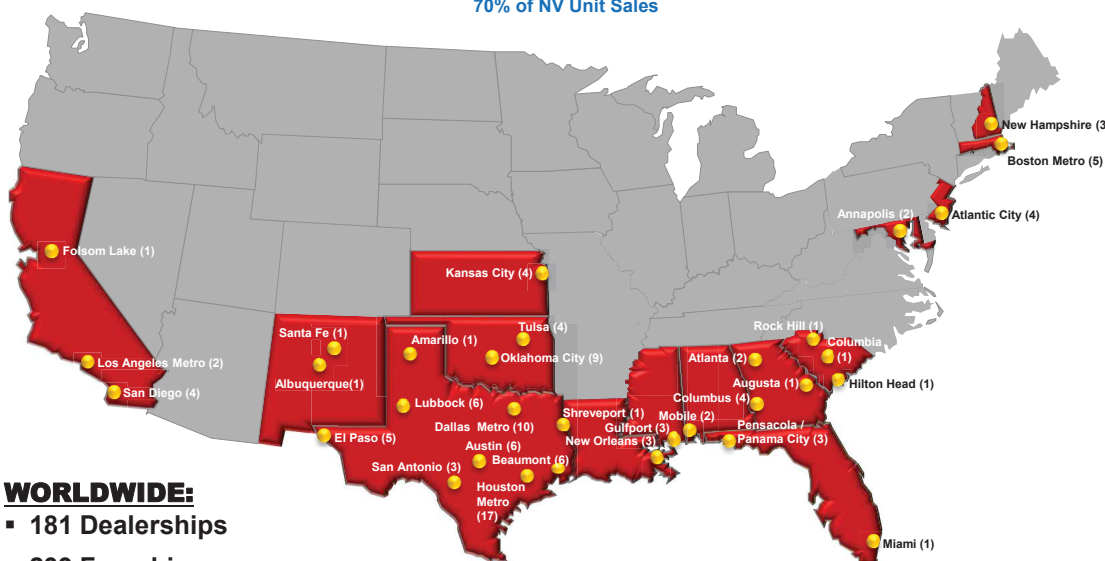 70% of NV Unit Sales
New Hampshire (3
Boston Metro (5)
Annapolis (2)
Atlantic City (4)
Folsom Lake (1)
Kansas City (4)
Tulsa (4)
Rock Hill (1)
Santa Fe (1)
Amarillo (1)
Columbia
(1)
Oklahoma City (9)
Atlanta (2)
Los Angeles Metro (2)
Albuquerque(1)
Augusta (1)
Hilton Head (1)
San Diego (4)
Columbus (4)
Lubbock (6)
Shreveport (1)
Mobile (2)
Dallas Metro (10)
Gulfport (3)
Pensacola /
Panama City (3)
El Paso (5)
New Orleans (3)
Austin (6)
Beaumont (6)
San Antonio (3)
Houston
Metro
(17)
Miami (1)
WORLDWIDE:
▪ 181 Dealerships